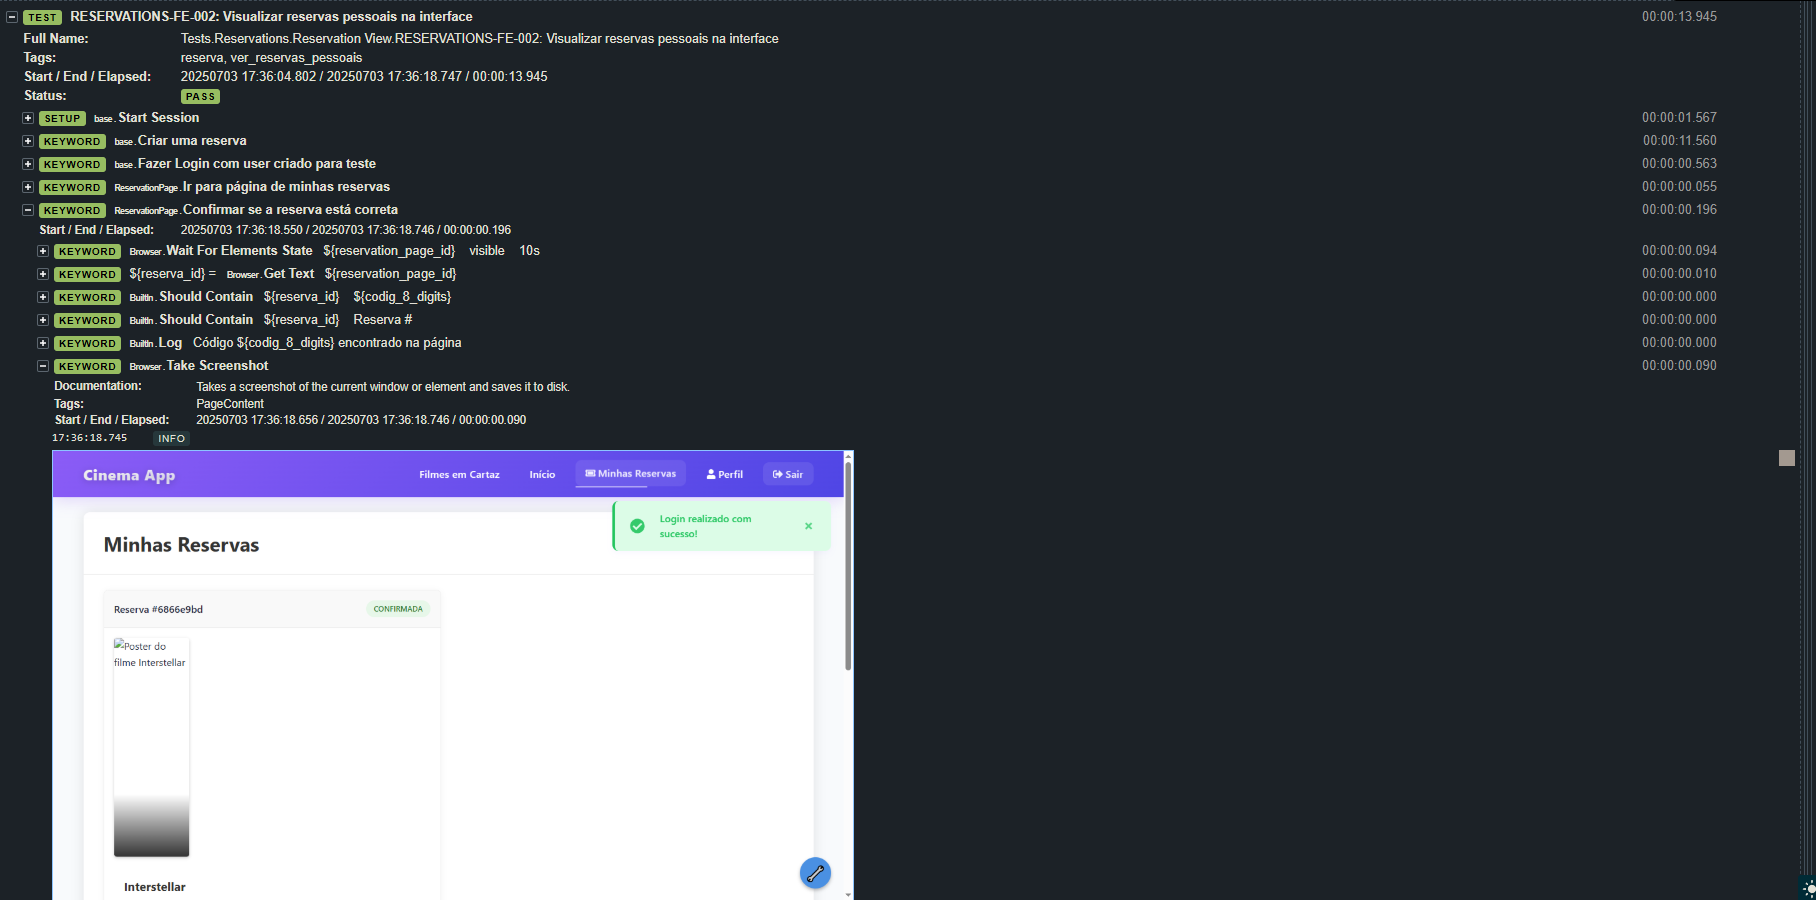 TEST RESERVATIONS-FE-002: Visualizar reservas pessoais na interface 00:00:13.945
Full Name: Tests.Reservations.Reservation View.RESERVATIONS-FE-002: Visualizar reservas pessoais na interface
Tags: reserva, ver_reservas_pessoais
Start / End / Elapsed: 20250703 17:36:04.802 / 20250703 17:36:18.747 / 00:00:13.945
Status: PASS
SETUP base.Start Session 00:00:01.567
KEYWORD base.Criar uma reserva 00:00:11.560
KEYWORD base.Fazer Login com user criado para teste 00:00:00.563
KEYWORD ReservationPage.Ir para página de minhas reservas 00:00:00.055
KEYWORD ReservationPage.Confirmar se a reserva está correta 00:00:00.196
Start / End / Elapsed: 20250703 17:36:18.550 / 20250703 17:36:18.746 / 00:00:00.196
KEYWORD Browser.Wait For Elements State ${reservation_page_id} visible 10s 00:00:00.094
KEYWORD ${reserva_id} = Browser.Get Text ${reservation_page_id} 00:00:00.010
KEYWORD BuiltIn.Should Contain ${reserva_id} ${codig_8_digits} 00:00:00.000
KEYWORD BuiltIn.Should Contain ${reserva_id} Reserva # 00:00:00.000
KEYWORD BuiltIn.Log Código ${codig_8_digits} encontrado na página 00:00:00.000
KEYWORD Browser.Take Screenshot 00:00:00.090
Documentation: Takes a screenshot of the current window or element and saves it to disk.
Tags: PageContent
Start / End / Elapsed: 20250703 17:36:18.656 / 20250703 17:36:18.746 / 00:00:00.090
17:36:18.745 INFO
Cinema App Filmes em Cartaz Início Minhas Reservas Perfil Sair
Login realizado com
sucesso!
Minhas Reservas
Reserva #6866e9bd CONFIRMADA
Poster do
filme Interstellar
Interstellar